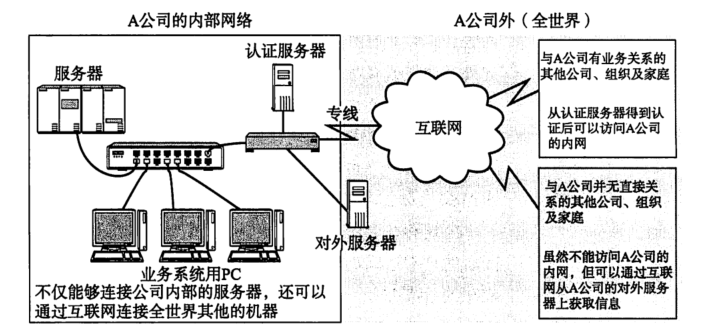 A公司的内部网络
A公司外（全世界）
认证服务器
服务器
专线
互联网
与A公司有业务关系的
其他公司、组织及家庭
从认证服务器得到认
证后可以访问A公司
的内网
与A公司并无直接关
系的其他公司、组织
及家庭
虽然不能访问A公司的
内网，但可以通过互联
网从A公司的对外服务
器上获取信息
对外服务器
业务系统用PC
不仅能够连接公司内部的服务器，还可以
通过互联网连接全世界其他的机器